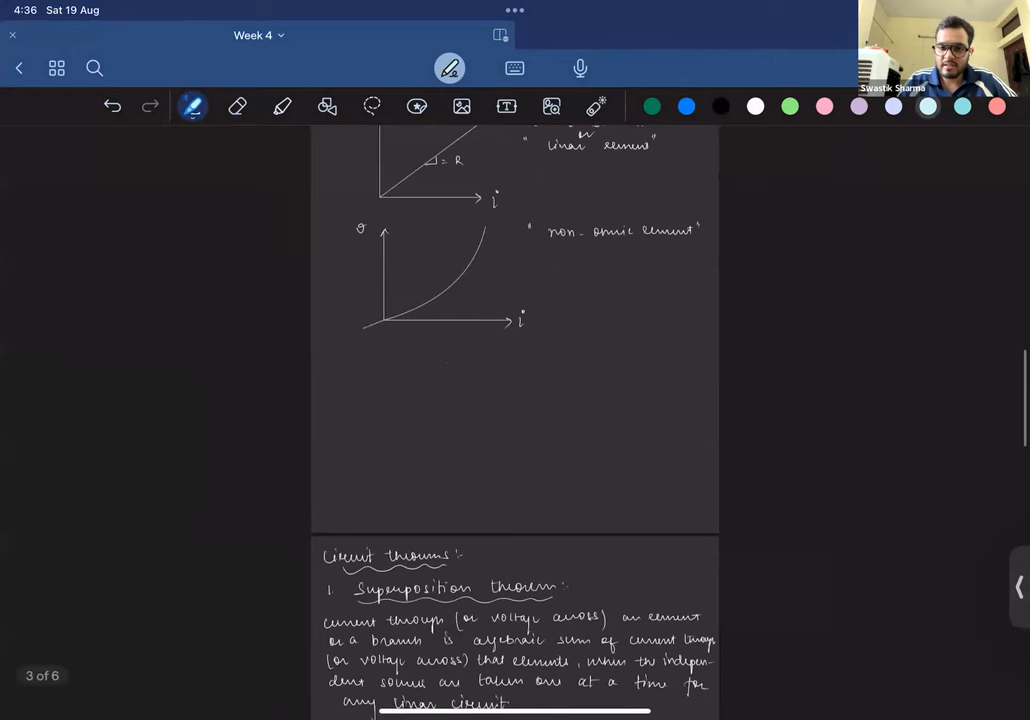 4:36 Sat 19 Aug
Week 4
Swastik Sharma
" linear element"
= R
i
v
" non-ohmic element"
i
Circuit theorems :-
1. Superposition theorem :-
current through (or voltage across) an element
or a branch is algebraic sum of current through
(or voltage across) that elements, when the indepen-
dent sources are taken one at a time for
any linear circuit.
3 of 6